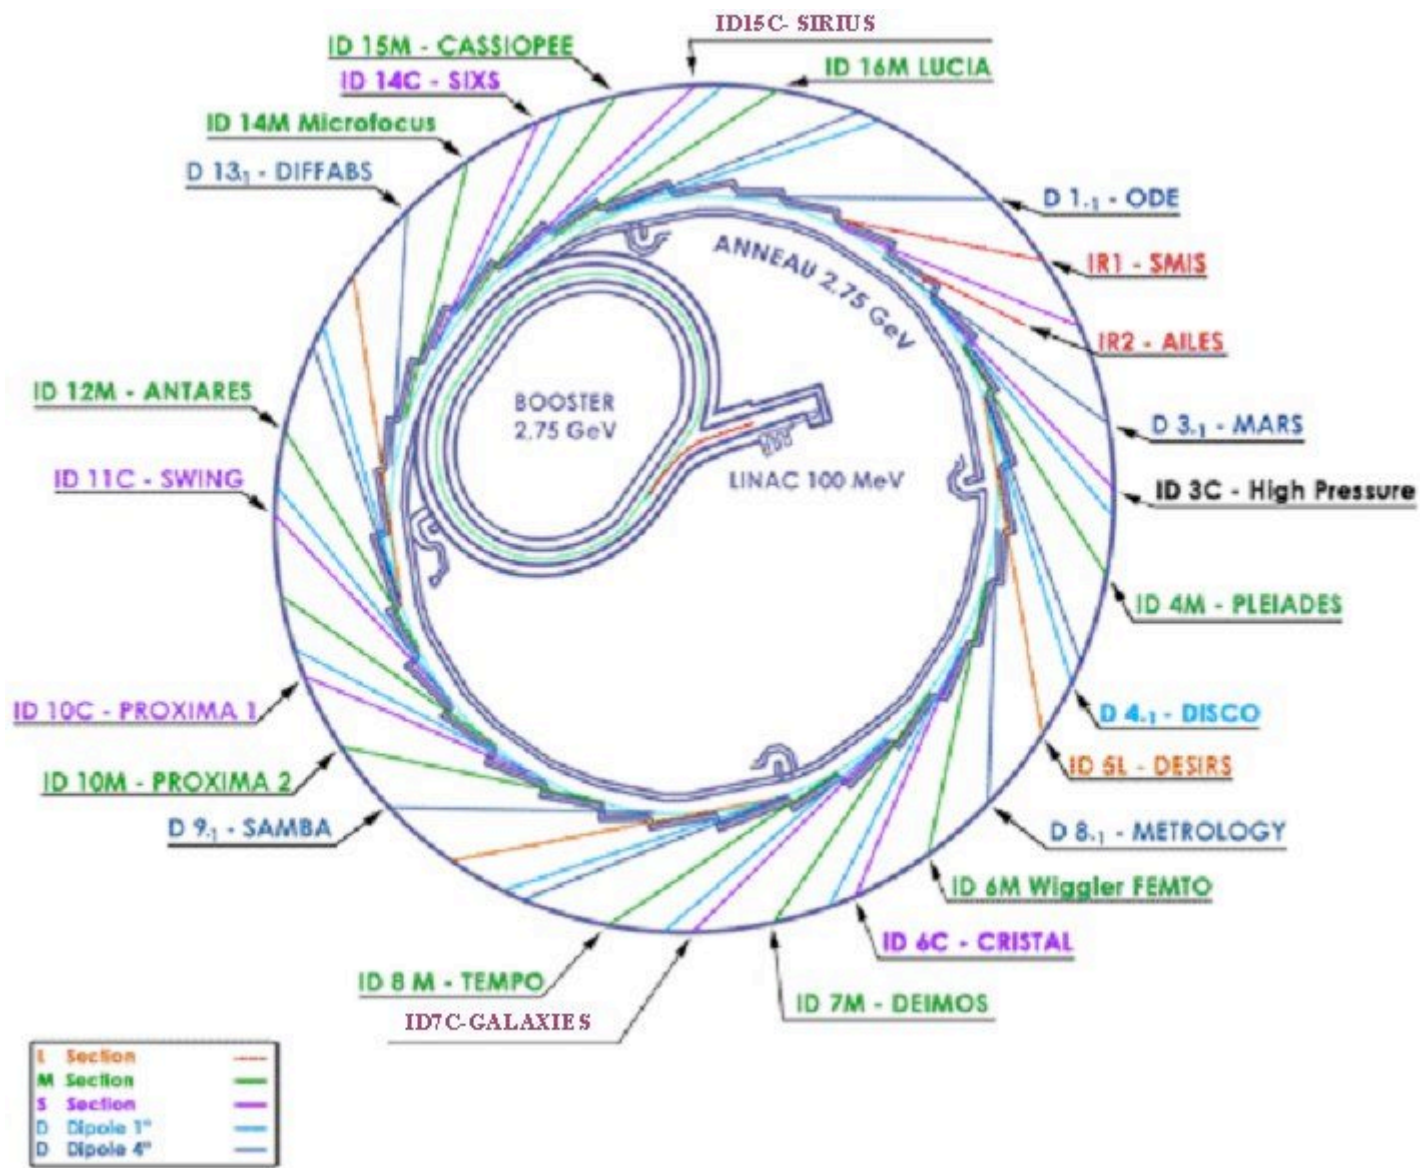 ID15C- SIRIUS
ID 15M - CASSIOPEE
ID 16M LUCIA
ID 14C - SIXS
ID 14M Microfocus
D 13.1 - DIFFABS
D 1.1 - ODE
ANNEAU 2.75 GeV
IR1 - SMIS
IR2 - AILES
ID 12M - ANTARES
BOOSTER
2.75 GeV
D 3.1 - MARS
ID 11C - SWING
LINAC 100 MeV
ID 3C - High Pressure
ID 4M - PLEIADES
ID 10C - PROXIMA 1
D 4.1 - DISCO
ID 10M - PROXIMA 2
ID 5L - DESIRS
D 9.1 - SAMBA
D 8.1 - METROLOGY
ID 6M Wiggler FEMTO
ID 6C - CRISTAL
ID 8 M - TEMPO
ID 7M - DEIMOS
ID7C-GALAXIES
L Section
M Section
S Section
D Dipole 1°
D Dipole 4°